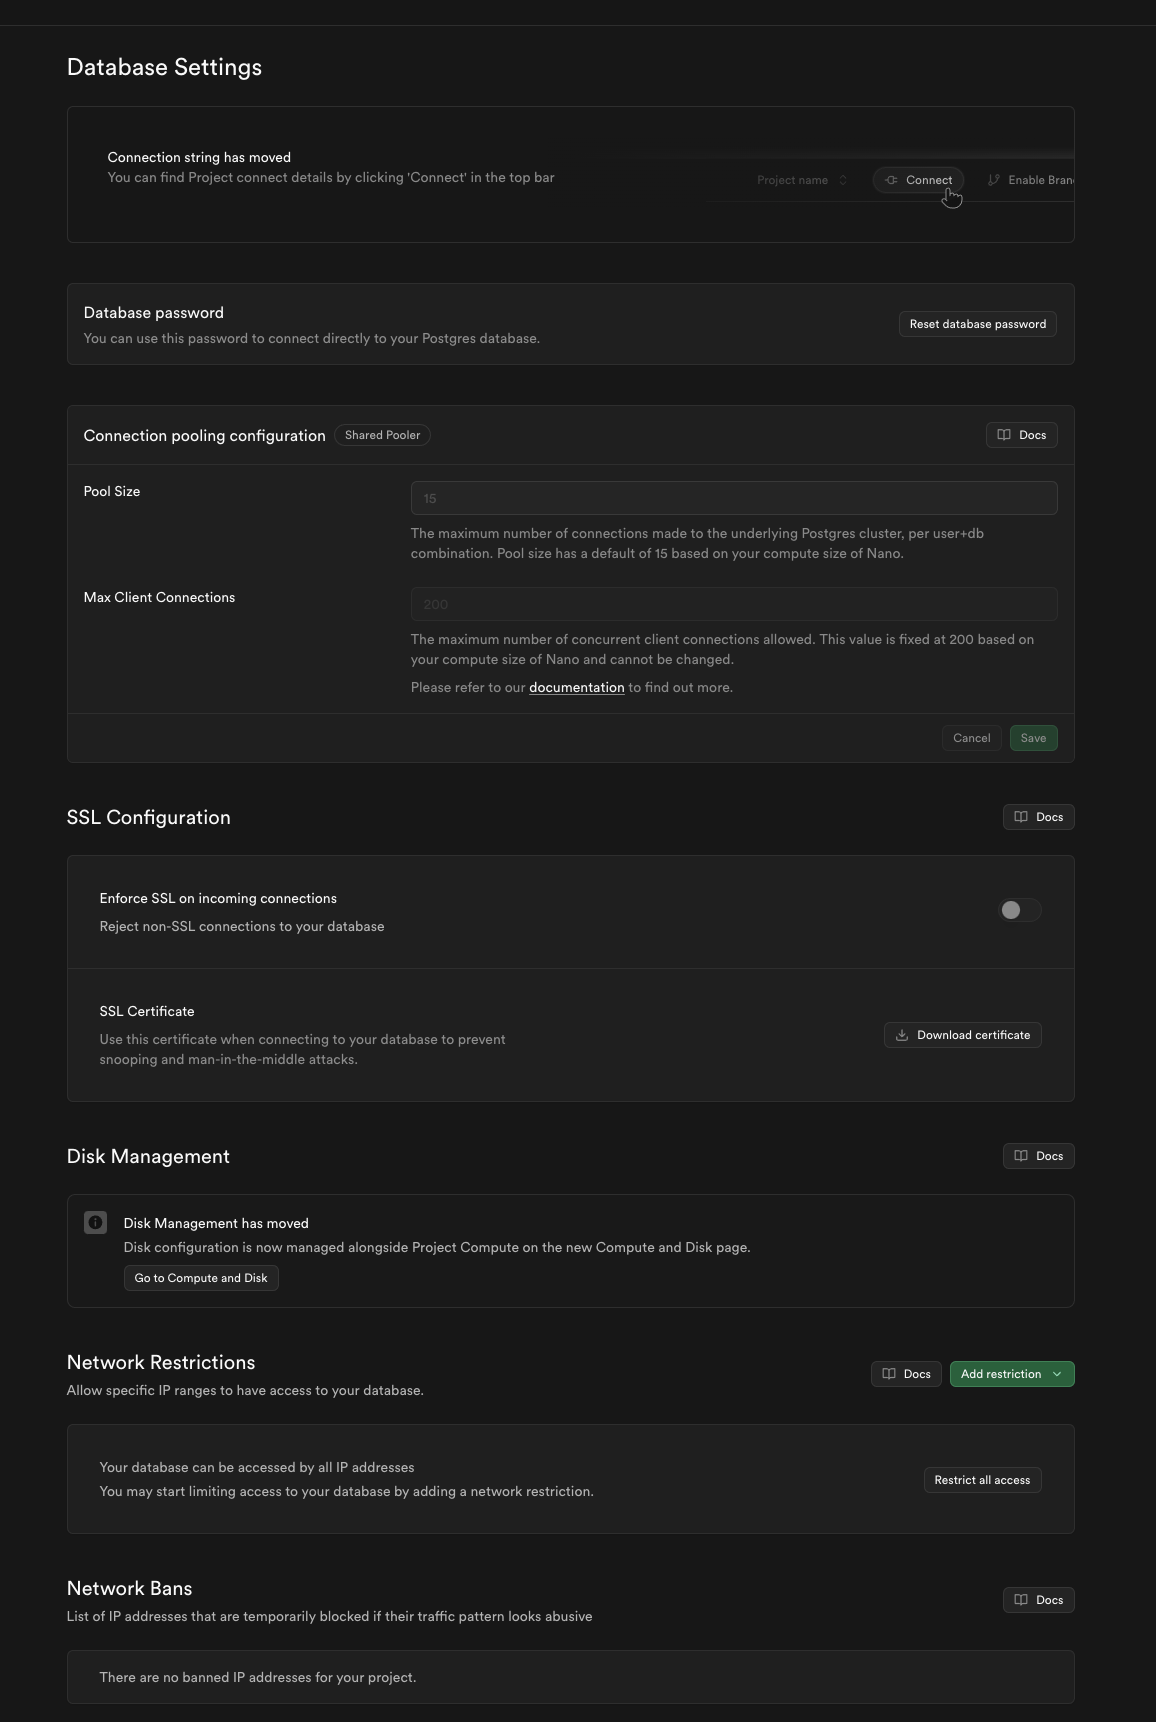 Database Settings
Connection string has moved
You can find Project connect details by clicking 'Connect' in the top bar
Project name
Connect
Enable Bran
Database password
You can use this password to connect directly to your Postgres database.
Reset database password
Connection pooling configuration
Shared Pooler
Docs
Pool Size
15
The maximum number of connections made to the underlying Postgres cluster, per user+db
combination. Pool size has a default of 15 based on your compute size of Nano.
Max Client Connections
200
The maximum number of concurrent client connections allowed. This value is fixed at 200 based on
your compute size of Nano and cannot be changed.
Please refer to our documentation to find out more.
Cancel
Save
SSL Configuration
Docs
Enforce SSL on incoming connections
Reject non-SSL connections to your database
SSL Certificate
Use this certificate when connecting to your database to prevent
snooping and man-in-the-middle attacks.
Download certificate
Disk Management
Docs
Disk Management has moved
Disk configuration is now managed alongside Project Compute on the new Compute and Disk page.
Go to Compute and Disk
Network Restrictions
Allow specific IP ranges to have access to your database.
Docs
Add restriction
Your database can be accessed by all IP addresses
You may start limiting access to your database by adding a network restriction.
Restrict all access
Network Bans
List of IP addresses that are temporarily blocked if their traffic pattern looks abusive
Docs
There are no banned IP addresses for your project.